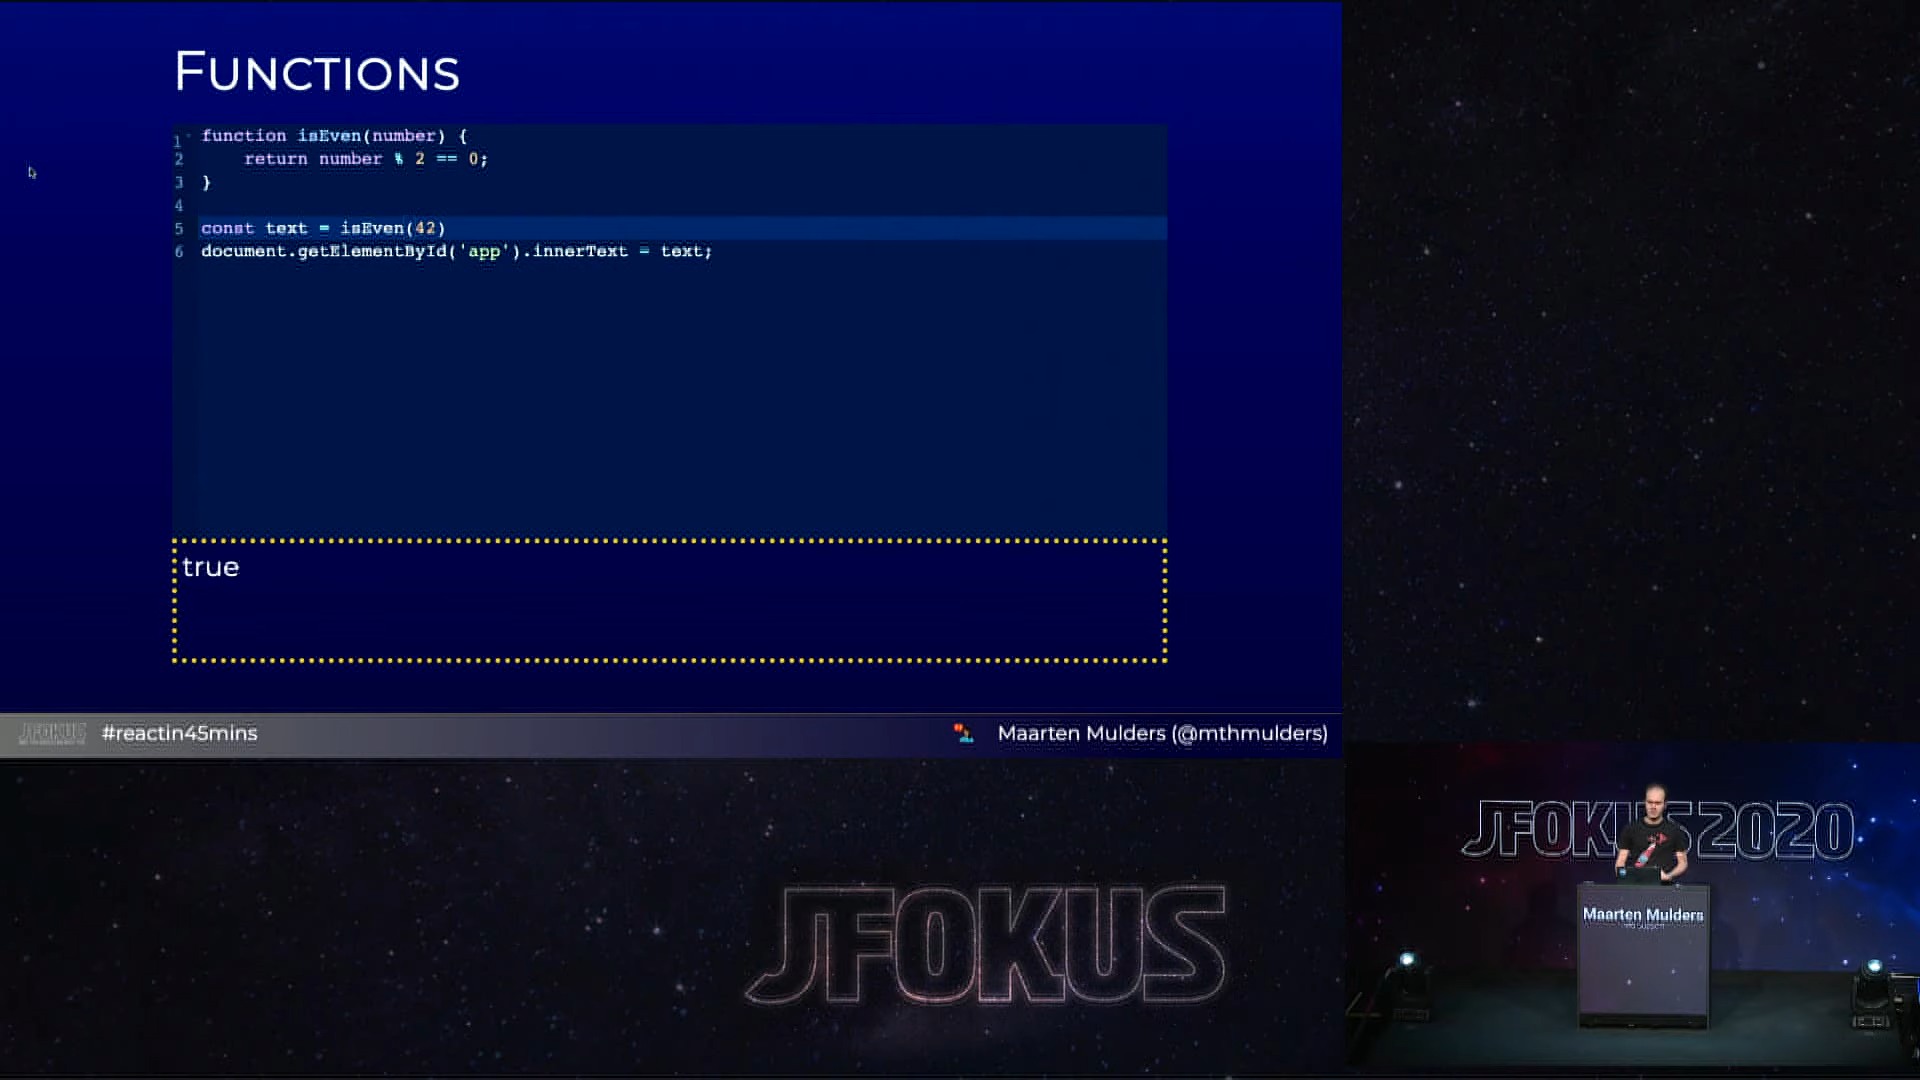 FUNCTIONS
1 function isEven(number) {
2 return number % 2 == 0;
3 }
4
5 const text = isEven(42)
6 document.getElementById('app').innerText = text;
true
JFOKUS #reactin45mins
Maarten Mulders (@mthmulders)
JFOKUS
JFOKUS 2020
Maarten Mulders